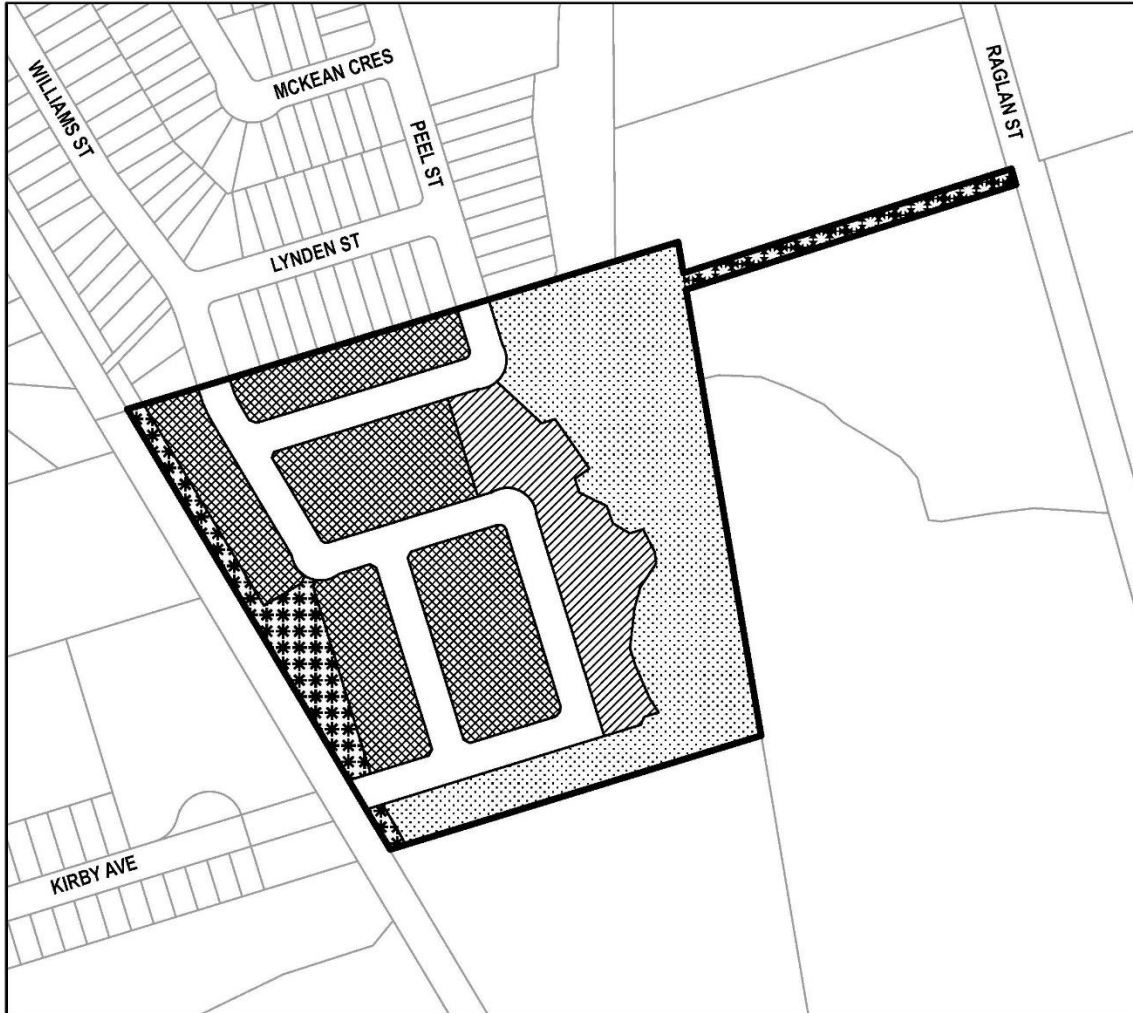 MCKEAN CRES
WILLIAMS ST
PEEL ST
RAGLAN ST
LYNDEN ST
KIRBY AVE